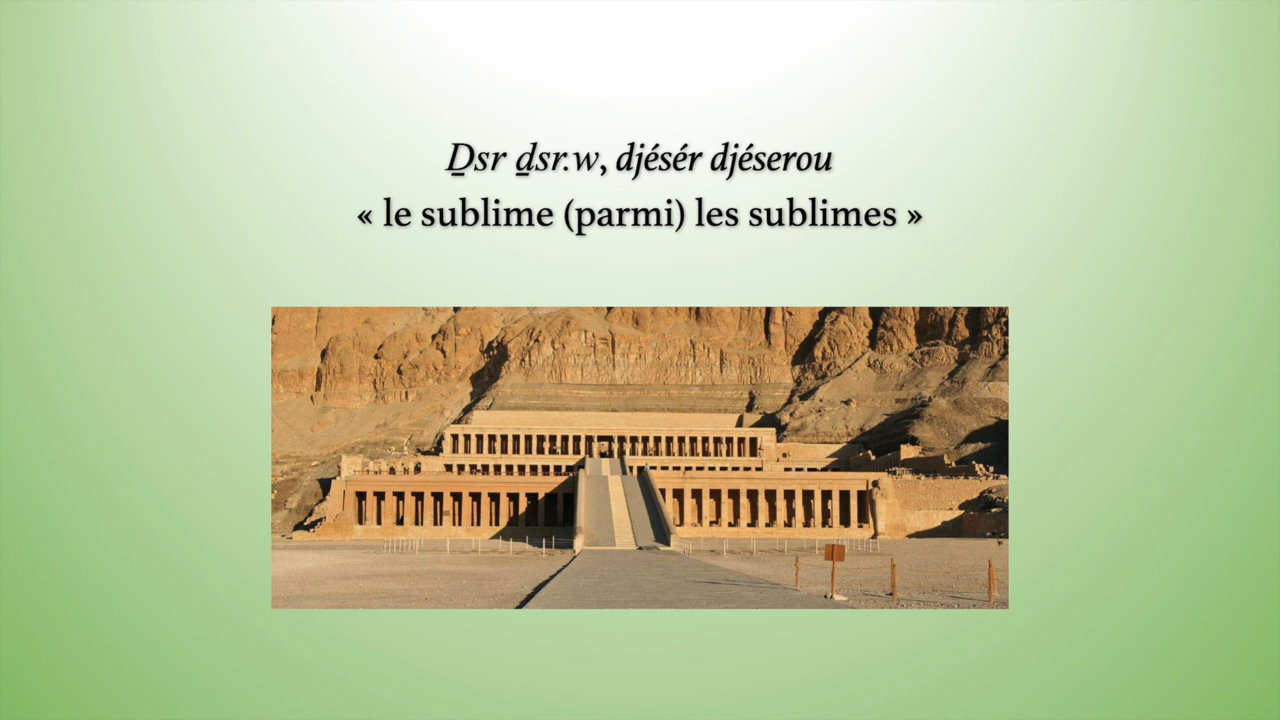 Ḏsr ḏsr.w, djésér djéserou
« le sublime (parmi) les sublimes »